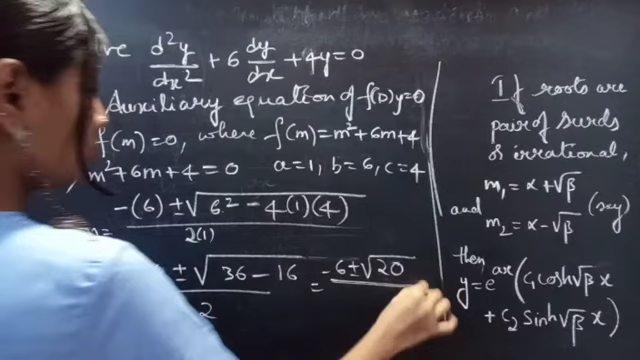 d²y/dx² + 6 dy/dx + 4y = 0
Auxiliary equation of f(D)y=0
f(m)=0, where f(m)=m²+6m+4
m²+6m+4=0 a=1, b=6, c=4
-(6) ± √(6² - 4(1)(4))
2(1)
± √(36 - 16) = -6 ± √20
2
If roots are
pair of Surds
& irrational,
m₁ = α + √β
and m₂ = α - √β (say)
then
y = e^αx (c₁ cosh √β x
+ c₂ Sinh √β x)